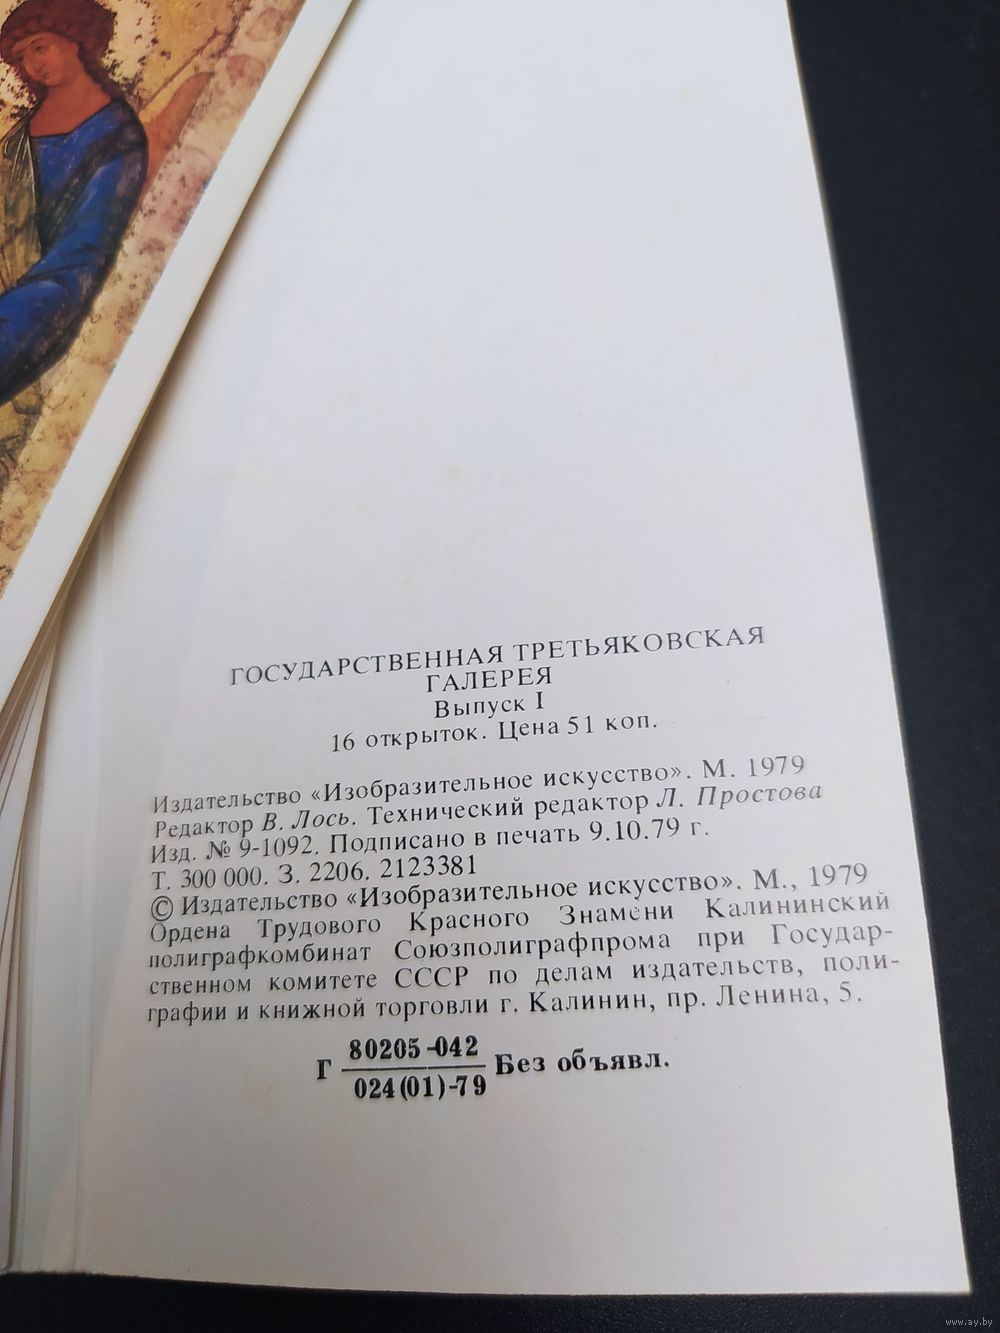 ГОСУДАРСТВЕННАЯ ТРЕТЬЯКОВСКАЯ
ГАЛЕРЕЯ
Выпуск I
16 открыток. Цена 51 коп.
Издательство «Изобразительное искусство». М. 1979
Редактор В. Лось. Технический редактор Л. Простова
Изд. № 9-1092. Подписано в печать 9.10.79 г.
Т. 300 000. З. 2206. 2123381
© Издательство «Изобразительное искусство». М., 1979
Ордена Трудового Красного Знамени Калининский
полиграфкомбинат Союзполиграфпрома при Государ-
ственном комитете СССР по делам издательств, поли-
графии и книжной торговли г. Калинин, пр. Ленина, 5.
Г 80205-042 Без объявл.
024(01)-79
www.ay.by